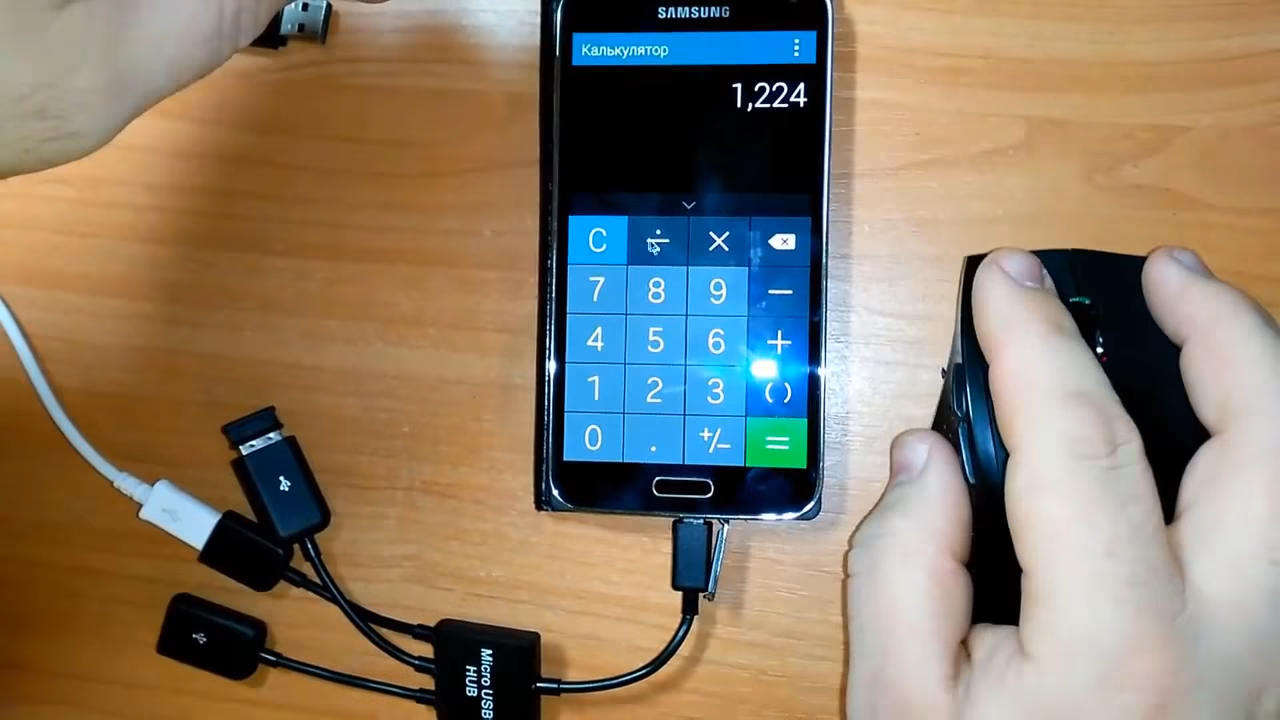 SAMSUNG
Калькулятор
1,224
C ÷ ×
7 8 9 −
4 5 6 +
1 2 3 ()
0 . +/− =
Micro USB
HUB